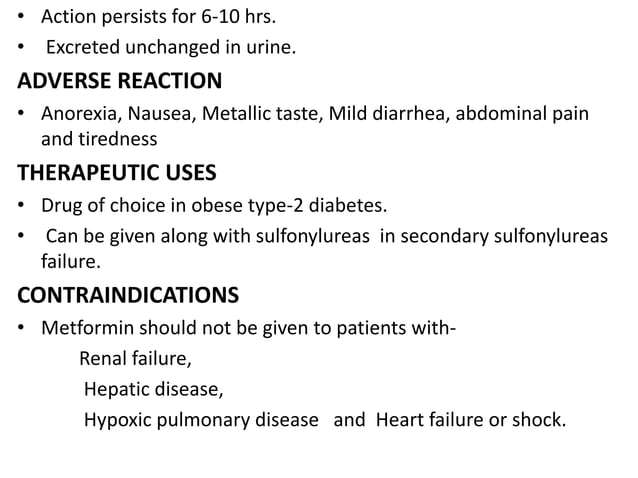 • Action persists for 6-10 hrs.
• Excreted unchanged in urine.
ADVERSE REACTION
• Anorexia, Nausea, Metallic taste, Mild diarrhea, abdominal pain
and tiredness
THERAPEUTIC USES
• Drug of choice in obese type-2 diabetes.
• Can be given along with sulfonylureas in secondary sulfonylureas
failure.
CONTRAINDICATIONS
• Metformin should not be given to patients with-
Renal failure,
Hepatic disease,
Hypoxic pulmonary disease and Heart failure or shock.